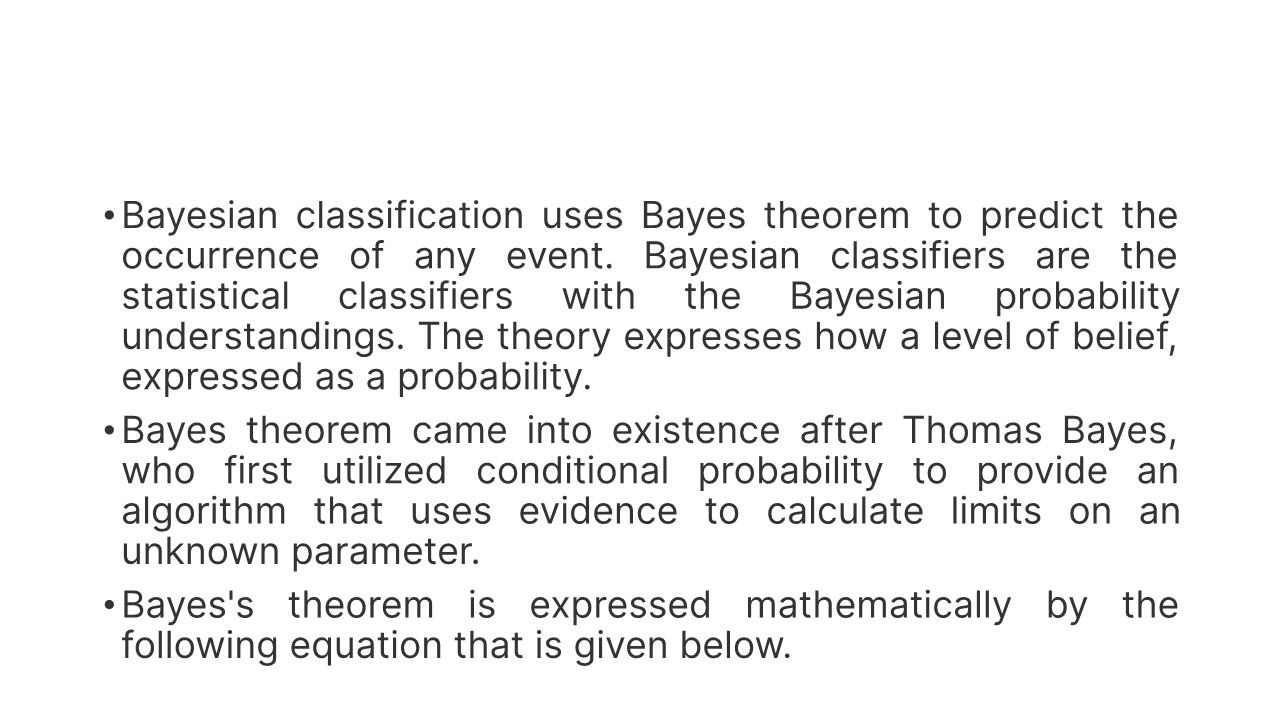 • Bayesian classification uses Bayes theorem to predict the
occurrence of any event. Bayesian classifiers are the
statistical classifiers with the Bayesian probability
understandings. The theory expresses how a level of belief,
expressed as a probability.
• Bayes theorem came into existence after Thomas Bayes,
who first utilized conditional probability to provide an
algorithm that uses evidence to calculate limits on an
unknown parameter.
• Bayes's theorem is expressed mathematically by the
following equation that is given below.